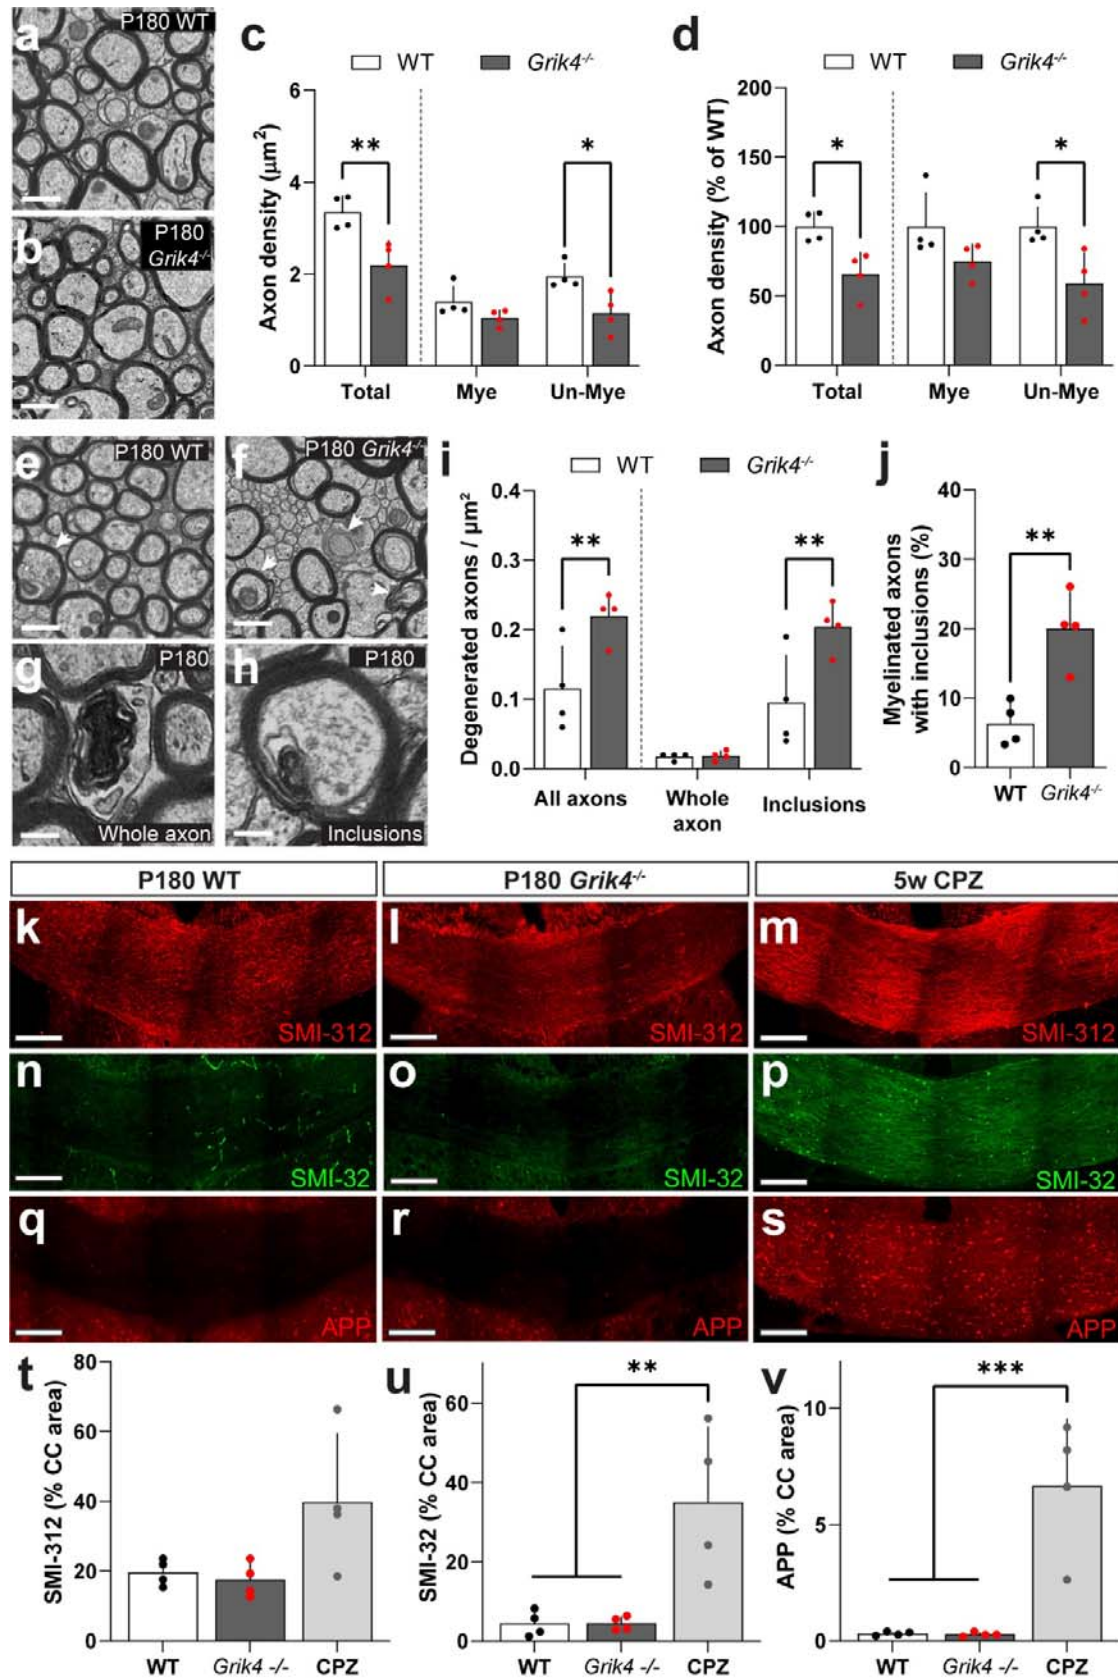 a
P180 WT
b
P180
Grik4-/-
c
WT
Grik4-/-
Axon density (µm²)
6
4
2
0
**
*
Total
Mye
Un-Mye
d
WT
Grik4-/-
Axon density (% of WT)
200
150
100
50
0
*
*
Total
Mye
Un-Mye
e
P180 WT
f
P180 Grik4-/-
g
P180
Whole axon
h
P180
Inclusions
i
WT
Grik4-/-
Degenerated axons / µm²
0.4
0.3
0.2
0.1
0.0
**
**
All axons
Whole
axon
Inclusions
j
Myelinated axons
with inclusions (%)
40
30
20
10
0
**
WT
Grik4-/-
P180 WT
P180 Grik4-/-
5w CPZ
k
SMI-312
l
SMI-312
m
SMI-312
n
SMI-32
o
SMI-32
p
SMI-32
q
APP
r
APP
s
APP
t
SMI-312 (% CC area)
80
60
40
20
0
WT
Grik4 -/-
CPZ
u
SMI-32 (% CC area)
60
40
20
0
**
WT
Grik4 -/-
CPZ
v
APP (% CC area)
10
5
0
***
WT
Grik4 -/-
CPZ